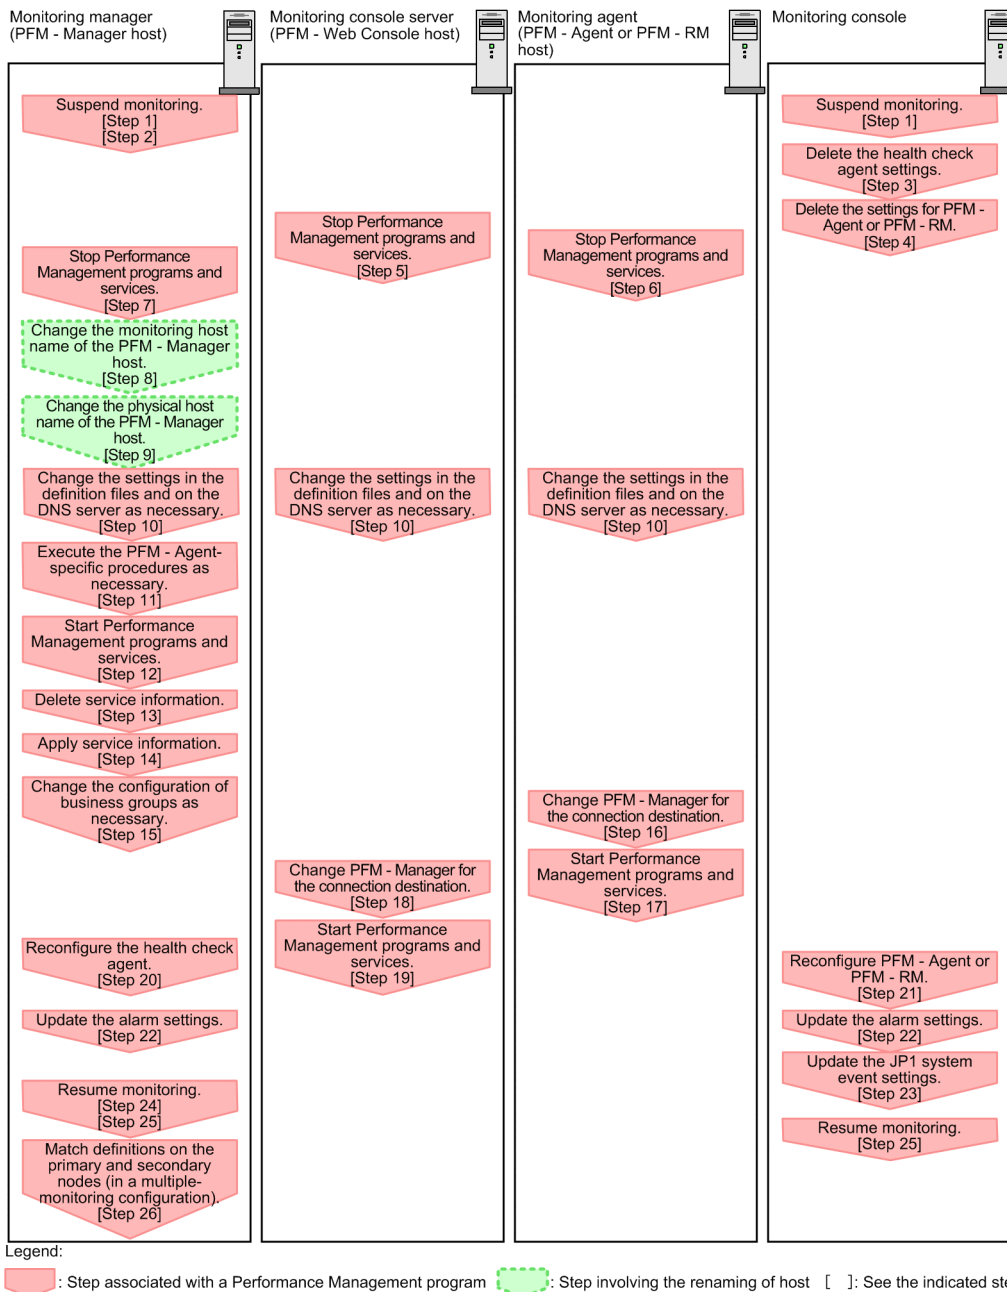 Monitoring manager
(PFM - Manager host)
Monitoring console server
(PFM - Web Console host)
Monitoring agent
(PFM - Agent or PFM - RM
host)
Monitoring console
Suspend monitoring.
[Step 1]
[Step 2]
Suspend monitoring.
[Step 1]
Delete the health check
agent settings.
[Step 3]
Delete the settings for PFM -
Agent or PFM - RM.
[Step 4]
Stop Performance
Management programs and
services.
[Step 5]
Stop Performance
Management programs and
services.
[Step 6]
Stop Performance
Management programs and
services.
[Step 7]
Change the monitoring host
name of the PFM - Manager
host.
[Step 8]
Change the physical host
name of the PFM - Manager
host.
[Step 9]
Change the settings in the
definition files and on the
DNS server as necessary.
[Step 10]
Change the settings in the
definition files and on the
DNS server as necessary.
[Step 10]
Change the settings in the
definition files and on the
DNS server as necessary.
[Step 10]
Execute the PFM - Agent-
specific procedures as
necessary.
[Step 11]
Start Performance
Management programs and
services.
[Step 12]
Delete service information.
[Step 13]
Apply service information.
[Step 14]
Change the configuration of
business groups as
necessary.
[Step 15]
Change PFM - Manager for
the connection destination.
[Step 16]
Start Performance
Management programs and
services.
[Step 17]
Change PFM - Manager for
the connection destination.
[Step 18]
Start Performance
Management programs and
services.
[Step 19]
Reconfigure the health check
agent.
[Step 20]
Reconfigure PFM - Agent or
PFM - RM.
[Step 21]
Update the alarm settings.
[Step 22]
Update the alarm settings.
[Step 22]
Update the JP1 system
event settings.
[Step 23]
Resume monitoring.
[Step 24]
[Step 25]
Resume monitoring.
[Step 25]
Match definitions on the
primary and secondary
nodes (in a multiple-
monitoring configuration).
[Step 26]
Legend:
: Step associated with a Performance Management program : Step involving the renaming of host [ ]: See the indicated